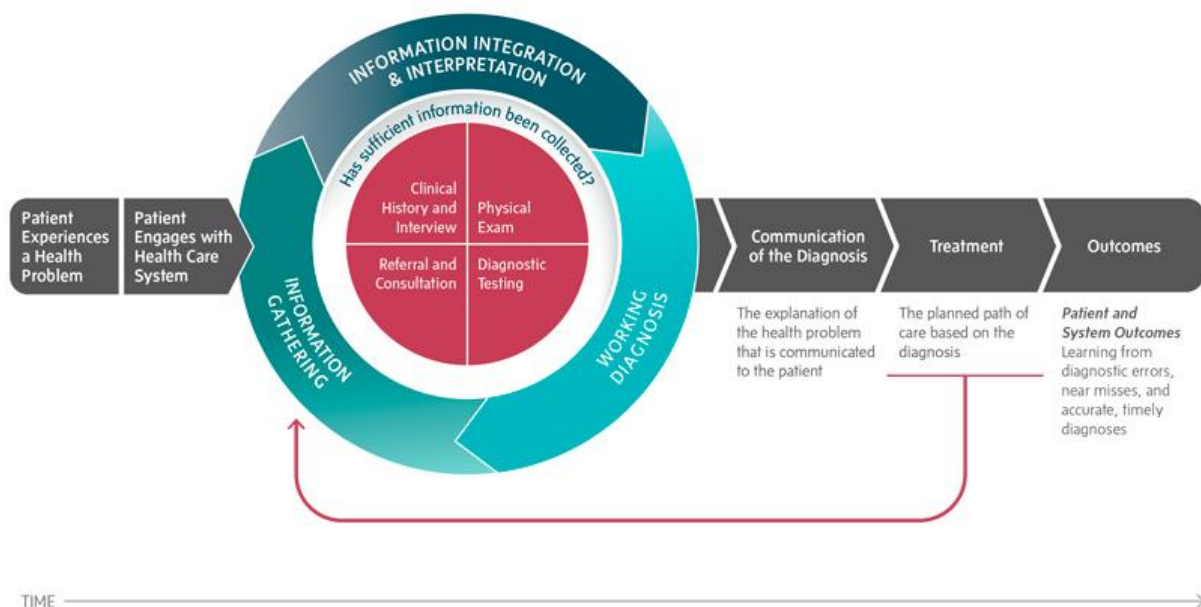 INFORMATION INTEGRATION
& INTERPRETATION
Has sufficient information been collected?
Clinical
History and
Interview
Physical
Exam
Referral and
Consultation
Diagnostic
Testing
INFORMATION
GATHERING
WORKING
DIAGNOSIS
Patient
Experiences
a Health
Problem
Patient
Engages with
Health Care
System
Communication
of the Diagnosis
Treatment
Outcomes
The explanation of
the health problem
that is communicated
to the patient
The planned path of
care based on the
diagnosis
Patient and
System Outcomes
Learning from
diagnostic errors,
near misses, and
accurate, timely
diagnoses
TIME